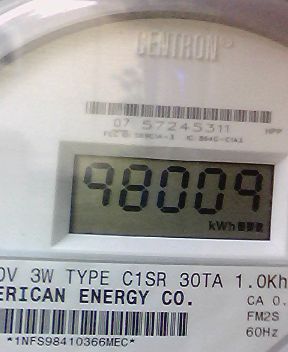 CENTRON®
07 57245311
HPP
98009
kWh
0V 3W TYPE C1SR 30TA 1.0Kh
ERICAN ENERGY CO.
CA 0.
FM2S
60Hz
*1NFS98410366MEC*